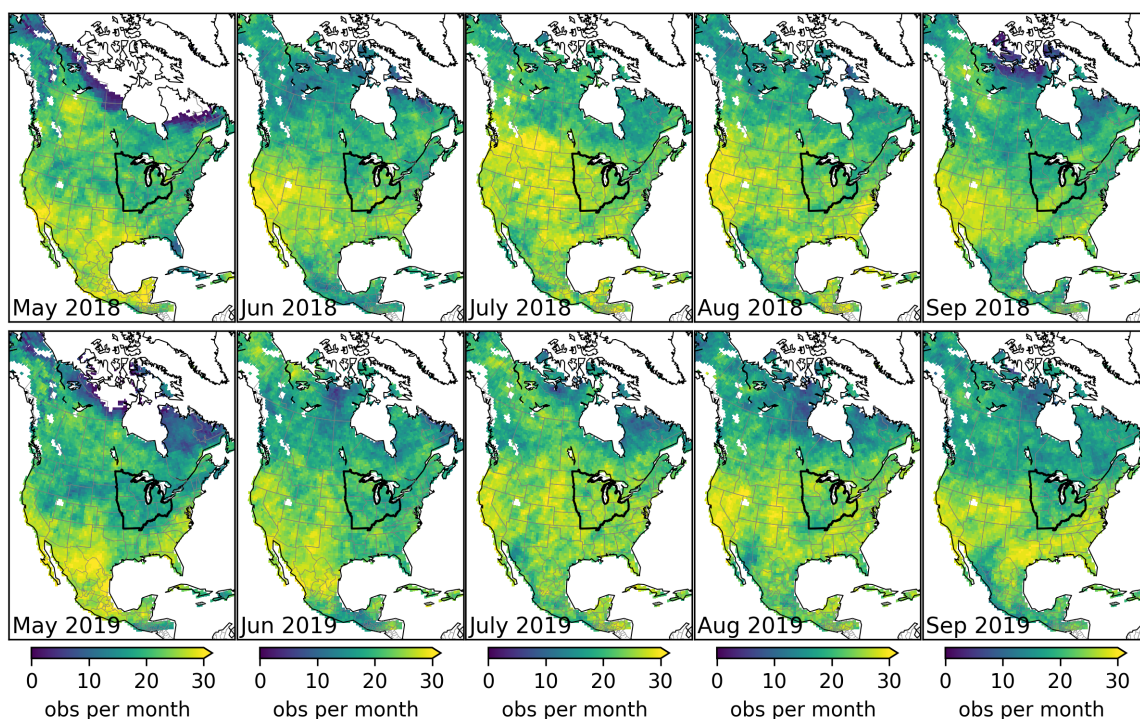 May 2018
Jun 2018
July 2018
Aug 2018
Sep 2018
May 2019
Jun 2019
July 2019
Aug 2019
Sep 2019
0 10 20 30
0 10 20 30
0 10 20 30
0 10 20 30
0 10 20 30
obs per month
obs per month
obs per month
obs per month
obs per month